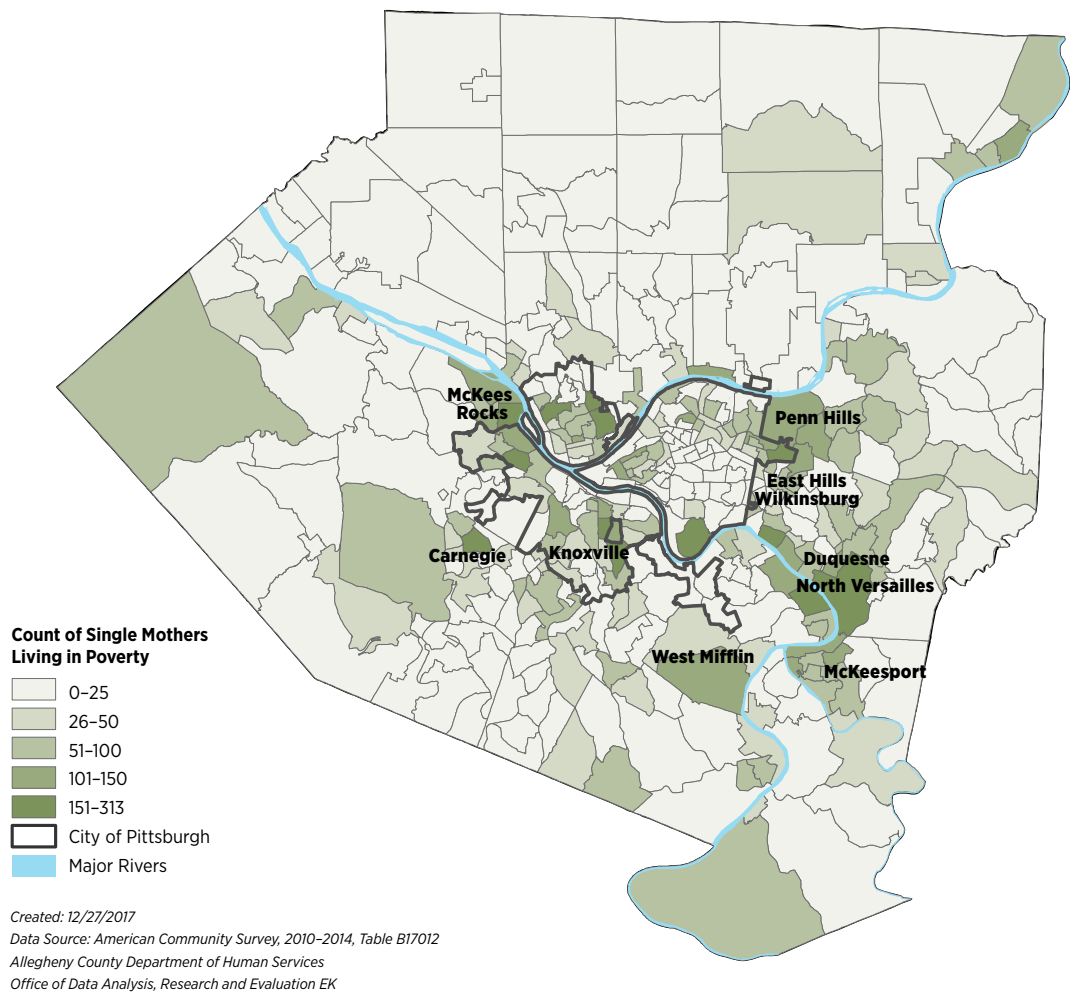 McKees
Rocks
Penn Hills
East Hills
Wilkinsburg
Carnegie
Knoxville
Duquesne
North Versailles
West Mifflin
McKeesport
Count of Single Mothers
Living in Poverty
0–25
26–50
51–100
101–150
151–313
City of Pittsburgh
Major Rivers
Created: 12/27/2017
Data Source: American Community Survey, 2010–2014, Table B17012
Allegheny County Department of Human Services
Office of Data Analysis, Research and Evaluation EK